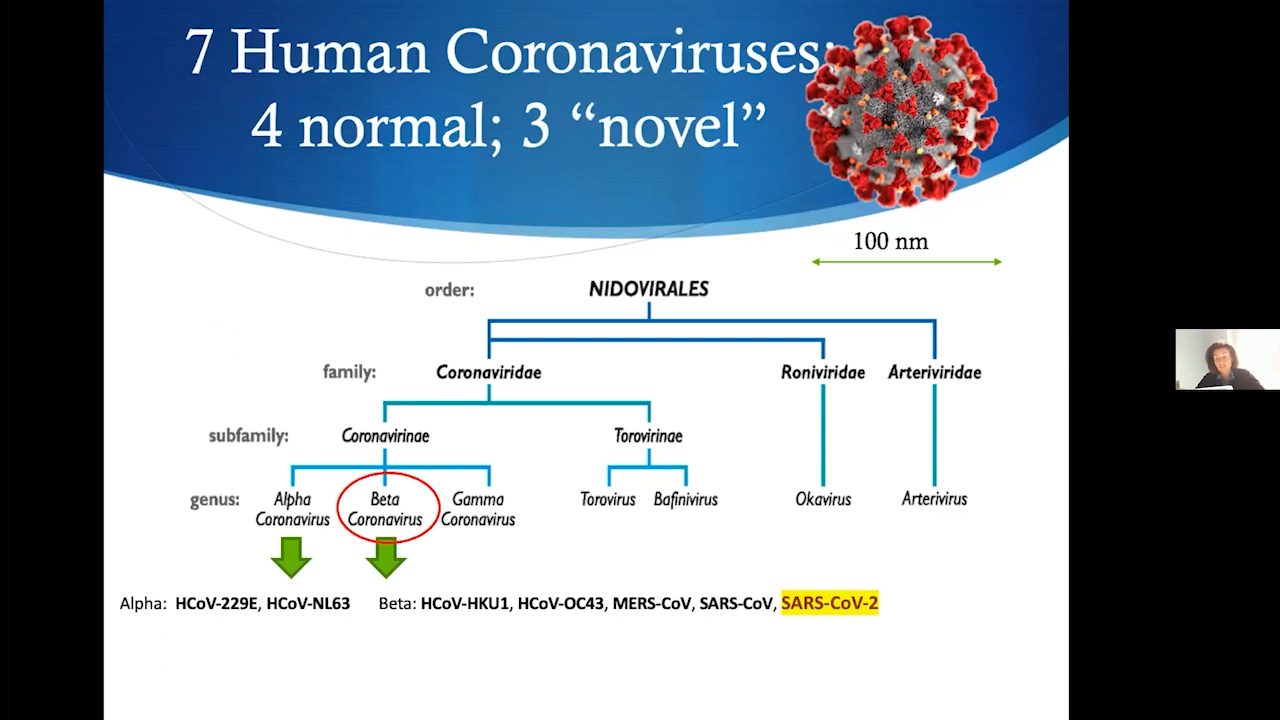 7 Human Coronaviruses:
4 normal; 3 “novel”
100 nm
order: NIDOVIRALES
family: Coronaviridae Roniviridae Arteriviridae
subfamily: Coronavirinae Torovirinae
genus: Alpha Coronavirus Beta Coronavirus Gamma Coronavirus Torovirus Bafinivirus Okavirus Arterivirus
Alpha: HCoV-229E, HCoV-NL63 Beta: HCoV-HKU1, HCoV-OC43, MERS-CoV, SARS-CoV, SARS-CoV-2